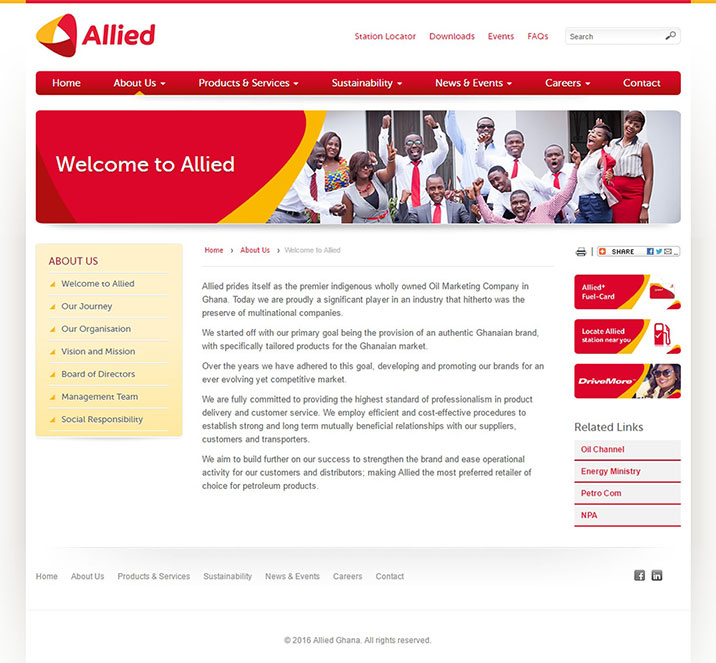 Allied
Station Locator Downloads Events FAQs Search
Home About Us Products & Services Sustainability News & Events Careers Contact
Welcome to Allied
ABOUT US
Welcome to Allied
Our Journey
Our Organisation
Vision and Mission
Board of Directors
Management Team
Social Responsibility
Home › About Us › Welcome to Allied
Allied prides itself as the premier indigenous wholly owned Oil Marketing Company in
Ghana. Today we are proudly a significant player in an industry that hitherto was the
preserve of multinational companies.
We started off with our primary goal being the provision of an authentic Ghanaian brand,
with specifically tailored products for the Ghanaian market.
Over the years we have adhered to this goal, developing and promoting our brands for an
ever evolving yet competitive market.
We are fully committed to providing the highest standard of professionalism in product
delivery and customer service. We employ efficient and cost-effective procedures to
establish strong and long term mutually beneficial relationships with our suppliers,
customers and transporters.
We aim to build further on our success to strengthen the brand and ease operational
activity for our customers and distributors; making Allied the most preferred retailer of
choice for petroleum products.
| SHARE
Allied+
Fuel-Card
Locate Allied
station near you
DriveMore™
Related Links
Oil Channel
Energy Ministry
Petro Com
NPA
Home About Us Products & Services Sustainability News & Events Careers Contact
© 2016 Allied Ghana. All rights reserved.